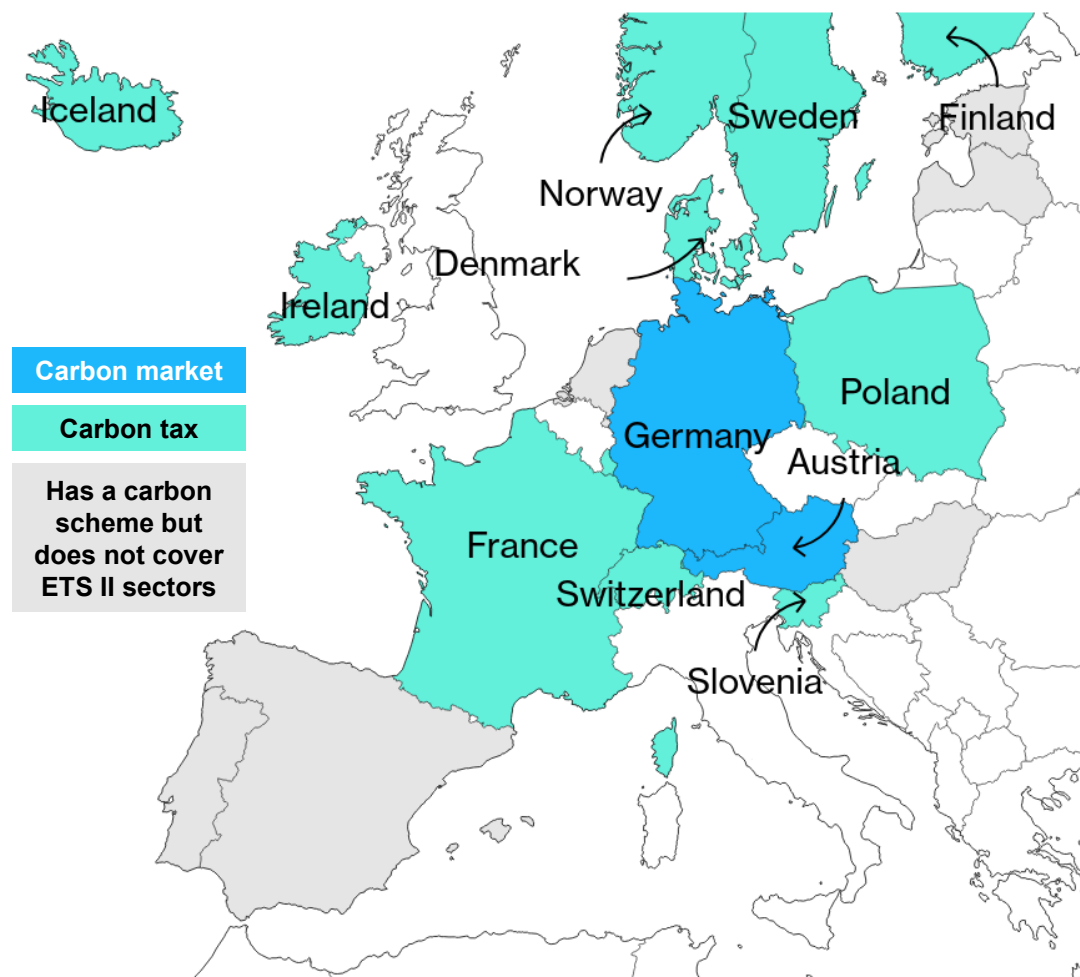 Iceland
Sweden
Finland
Norway
Denmark
Ireland
Carbon market
Carbon tax
Has a carbon
scheme but
does not cover
ETS II sectors
Poland
Germany
Austria
France
Switzerland
Slovenia